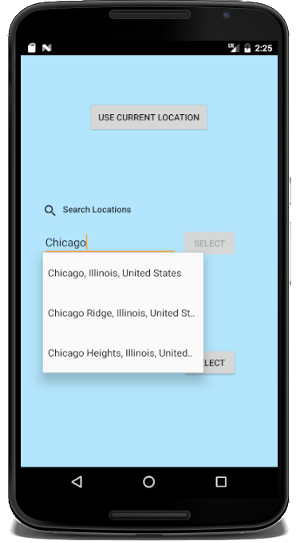 2:25
USE CURRENT LOCATION
Search Locations
Chicago
SELECT
Chicago, Illinois, United States
Chicago Ridge, Illinois, United St..
Chicago Heights, Illinois, United..
LECT